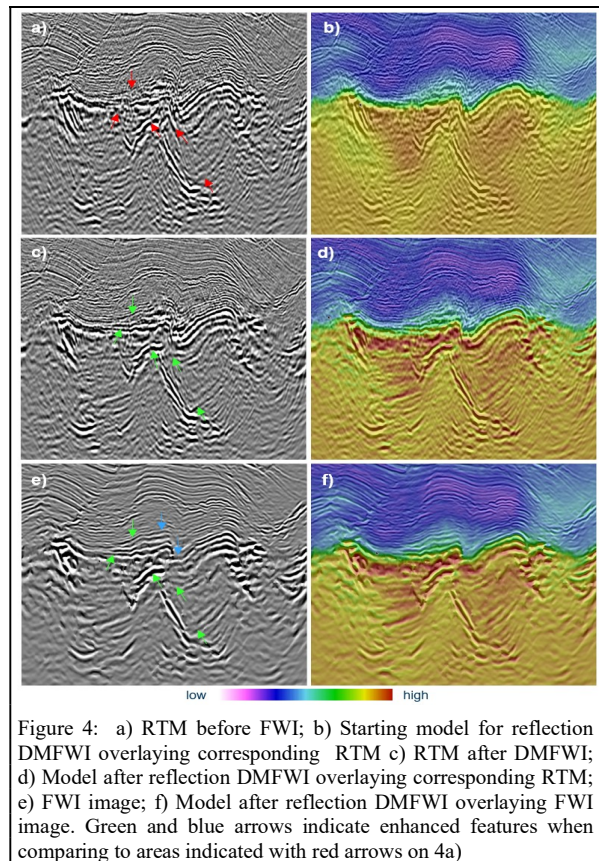 a)
b)
c)
d)
e)
f)
low high
Figure 4: a) RTM before FWI; b) Starting model for reflection
DMFWI overlaying corresponding RTM c) RTM after DMFWI;
d) Model after reflection DMFWI overlaying corresponding RTM;
e) FWI image; f) Model after reflection DMFWI overlaying FWI
image. Green and blue arrows indicate enhanced features when
comparing to areas indicated with red arrows on 4a)